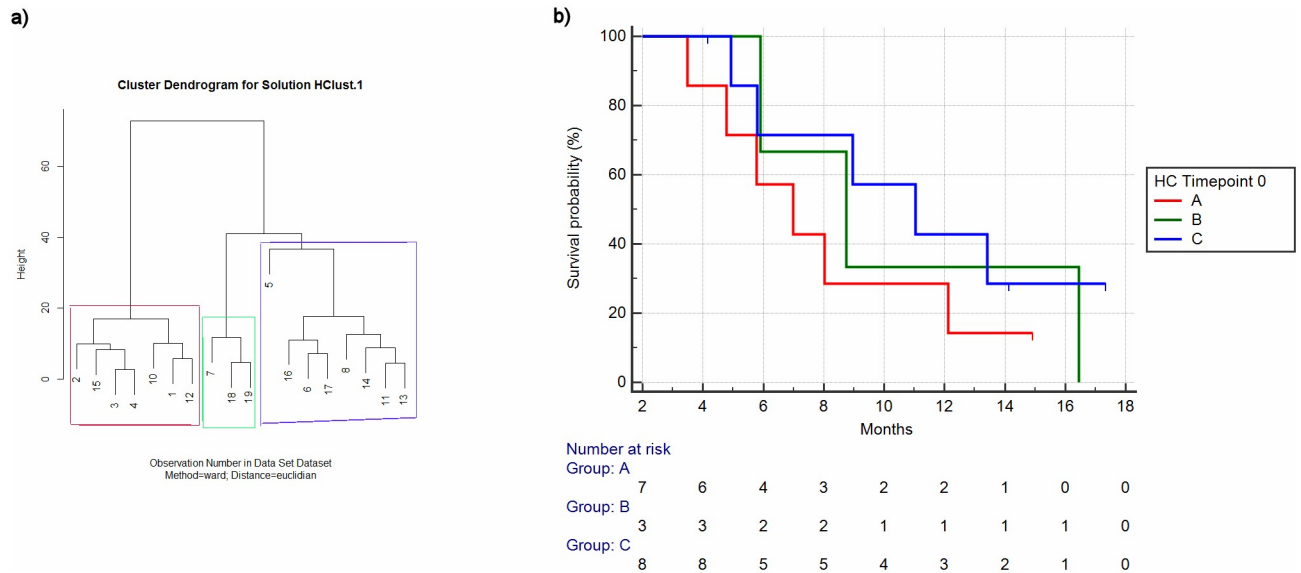 a)
Cluster Dendrogram for Solution HClust.1
Height
60
40
20
0
2
15
3
4
10
1
12
7
18
19
5
16
6
17
8
14
11
13
Observation Number in Data Set Dataset
Method=ward; Distance=euclidian
b)
Survival probability (%)
100
80
60
40
20
0
2 4 6 8 10 12 14 16 18
Months
HC Timepoint 0
A
B
C
Number at risk
Group: A
7 6 4 3 2 2 1 0 0
Group: B
3 3 2 2 1 1 1 1 0
Group: C
8 8 5 5 4 3 2 1 0